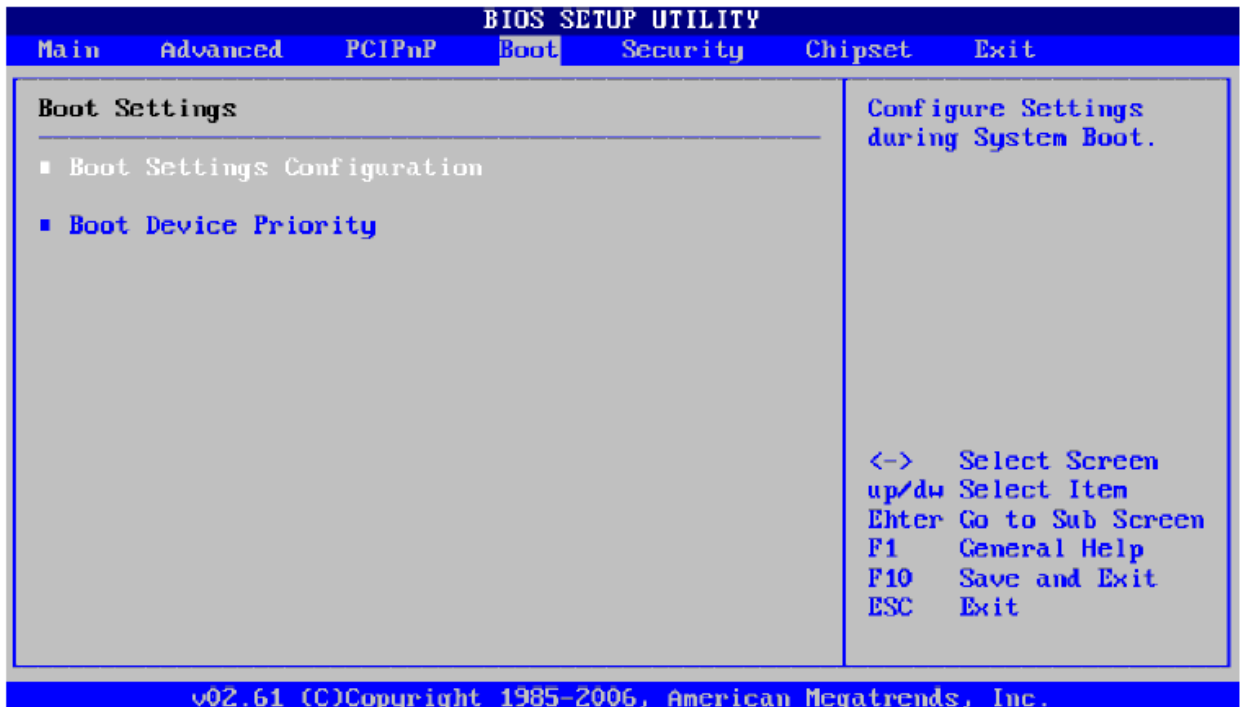 BIOS SETUP UTILITY
Main Advanced PCIPnP Boot Security Chipset Exit
Boot Settings
Boot Settings Configuration
Boot Device Priority
Configure Settings
during System Boot.
<-> Select Screen
up/dw Select Item
Ehter Go to Sub Screen
F1 General Help
F10 Save and Exit
ESC Exit
v02.61 (C)Copyright 1985-2006, American Megatrends, Inc.